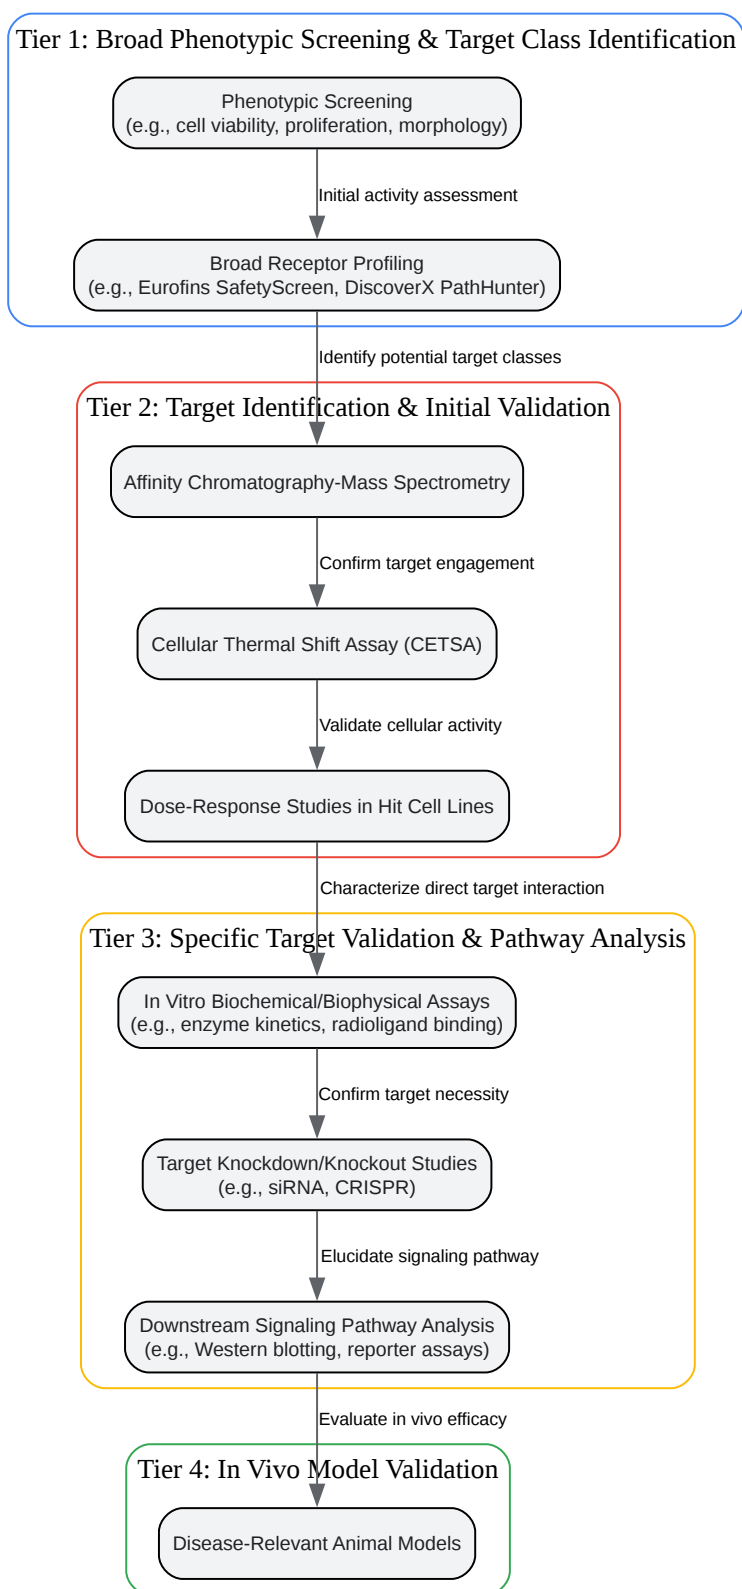 Tier 1: Broad Phenotypic Screening & Target Class Identification
Phenotypic Screening
(e.g., cell viability, proliferation, morphology)
Initial activity assessment
Broad Receptor Profiling
(e.g., Eurofins SafetyScreen, DiscoverX PathHunter)
Identify potential target classes
Tier 2: Target Identification & Initial Validation
Affinity Chromatography-Mass Spectrometry
Confirm target engagement
Cellular Thermal Shift Assay (CETSA)
Validate cellular activity
Dose-Response Studies in Hit Cell Lines
Characterize direct target interaction
Tier 3: Specific Target Validation & Pathway Analysis
In Vitro Biochemical/Biophysical Assays
(e.g., enzyme kinetics, radioligand binding)
Confirm target necessity
Target Knockdown/Knockout Studies
(e.g., siRNA, CRISPR)
Elucidate signaling pathway
Downstream Signaling Pathway Analysis
(e.g., Western blotting, reporter assays)
Evaluate in vivo efficacy
Tier 4: In Vivo Model Validation
Disease-Relevant Animal Models